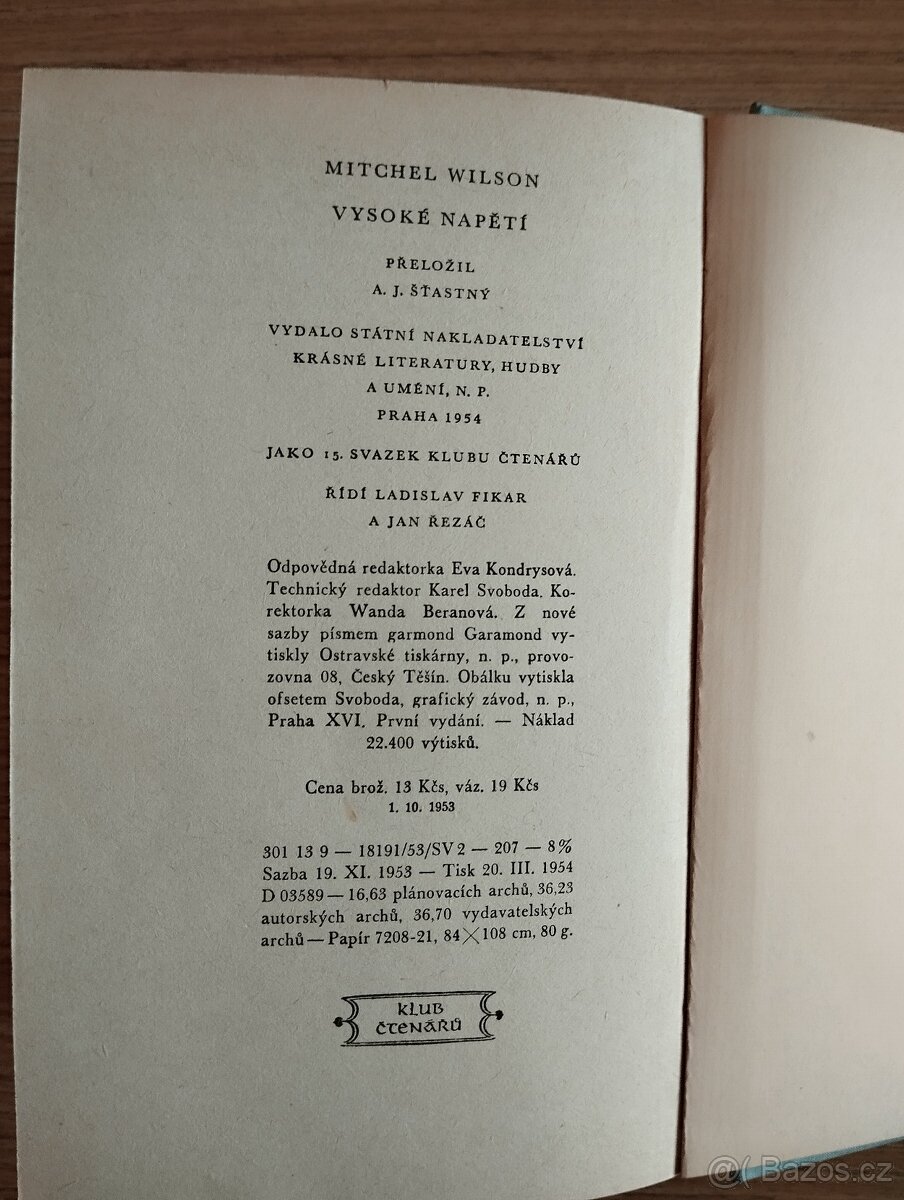 MITCHEL WILSON
VYSOKÉ NAPĚTÍ
PŘELOŽIL
A. J. ŠŤASTNÝ
VYDALO STÁTNÍ NAKLADATELSTVÍ
KRÁSNÉ LITERATURY, HUDBY
A UMĚNÍ, N. P.
PRAHA 1954
JAKO 15. SVAZEK KLUBU ČTENÁŘŮ
ŘÍDÍ LADISLAV FIKAR
A JAN ŘEZÁČ
Odpovědná redaktorka Eva Kondrysová.
Technický redaktor Karel Svoboda. Ko-
rektorka Wanda Beranová. Z nové
sazby písmem garmond Garamond vy-
tiskly Ostravské tiskárny, n. p., provo-
zovna 08, Český Těšín. Obálku vytiskla
ofsetem Svoboda, grafický závod, n. p.,
Praha XVI. První vydání. — Náklad
22.400 výtisků.
Cena brož. 13 Kčs, váz. 19 Kčs
1. 10. 1953
301 13 9 — 18191/53/SV 2 — 207 — 8%
Sazba 19. XI. 1953 — Tisk 20. III. 1954
D 03589 — 16,63 plánovacích archů, 36,23
autorských archů, 36,70 vydavatelských
archů — Papír 7208-21, 84×108 cm, 80 g.
KLUB
ČTENÁŘŮ
@( Bazos.cz